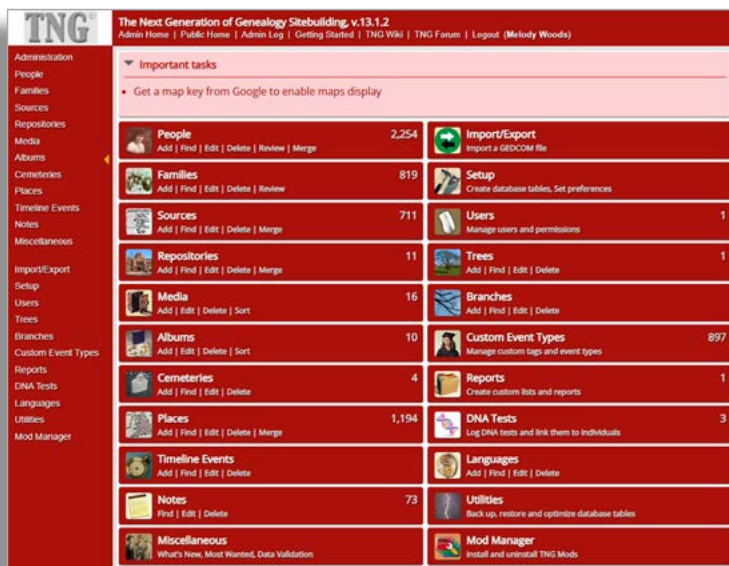 TNG
The Next Generation of Genealogy Sitebuilding, v.13.1.2
Admin Home | Public Home | Admin Log | Getting Started | TNG Wiki | TNG Forum | Logout (Melody Woods)
Administration
People
Families
Sources
Repositories
Media
Albums
Cemeteries
Places
Timeline Events
Notes
Miscellaneous
Import/Export
Setup
Users
Trees
Branches
Custom Event Types
Reports
DNA Tests
Languages
Utilities
Mod Manager
Important tasks
• Get a map key from Google to enable maps display
People 2,254
Add | Find | Edit | Delete | Review | Merge
Families 819
Add | Find | Edit | Delete | Review
Sources 711
Add | Find | Edit | Delete | Merge
Repositories 11
Add | Find | Edit | Delete | Merge
Media 16
Add | Edit | Delete | Sort
Albums 10
Add | Edit | Delete | Sort
Cemeteries 4
Add | Find | Edit | Delete
Places 1,194
Add | Find | Edit | Delete | Merge
Timeline Events
Add | Find | Edit | Delete
Notes 73
Find | Edit | Delete
Miscellaneous
What's New, Most Wanted, Data Validation
Import/Export
Import a GEDCOM file
Setup
Create database tables, Set preferences
Users 1
Manage users and permissions
Trees 1
Add | Find | Edit | Delete
Branches
Add | Find | Edit | Delete
Custom Event Types 897
Manage custom tags and event types
Reports 1
Create custom lists and reports
DNA Tests 3
Log DNA tests and link them to individuals
Languages
Add | Find | Edit | Delete
Utilities
Back up, restore and optimize database tables
Mod Manager
Install and uninstall TNG Mods